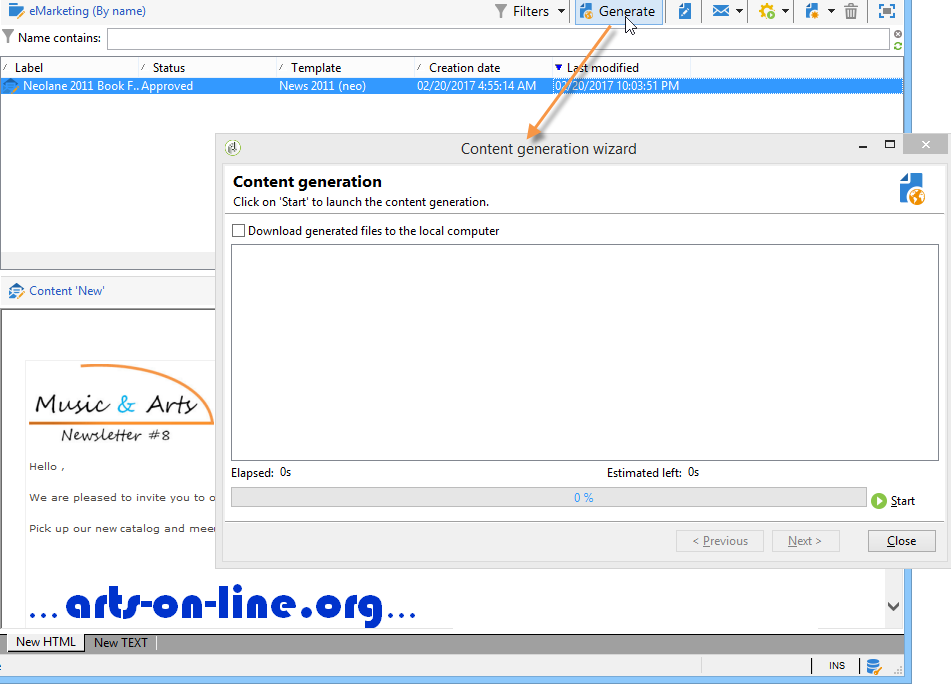 eMarketing (By name)
Filters
Generate
Name contains:
Label Status Template Creation date Last modified
Neolane 2011 Book F... Approved News 2011 (neo) 02/20/2017 4:55:14 AM 02/20/2017 10:03:51 PM
Content generation wizard
Content generation
Click on 'Start' to launch the content generation.
Download generated files to the local computer
Content 'New'
Music & Arts
Newsletter #8
Hello ,
We are pleased to invite you to
Pick up our new catalog and
Elapsed: 0s Estimated left: 0s
0 %
Start
< Previous Next > Close
... arts-on-line.org...
New HTML New TEXT
INS